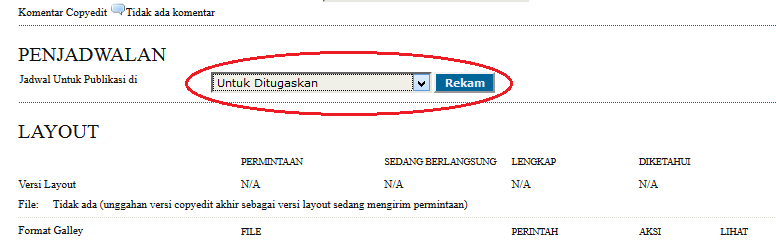 Komentar Copyedit Tidak ada komentar
PENJADWALAN
Jadwal Untuk Publikasi di Untuk Ditugaskan Rekam
LAYOUT
PERMINTAAN SEDANG BERLANGSUNG LENGKAP DIKETAHUI
Versi Layout N/A N/A N/A N/A
File: Tidak ada (unggahan versi copyedit akhir sebagai versi layout sedang mengirim permintaan)
Format Galley FILE PERINTAH AKSI LIHAT